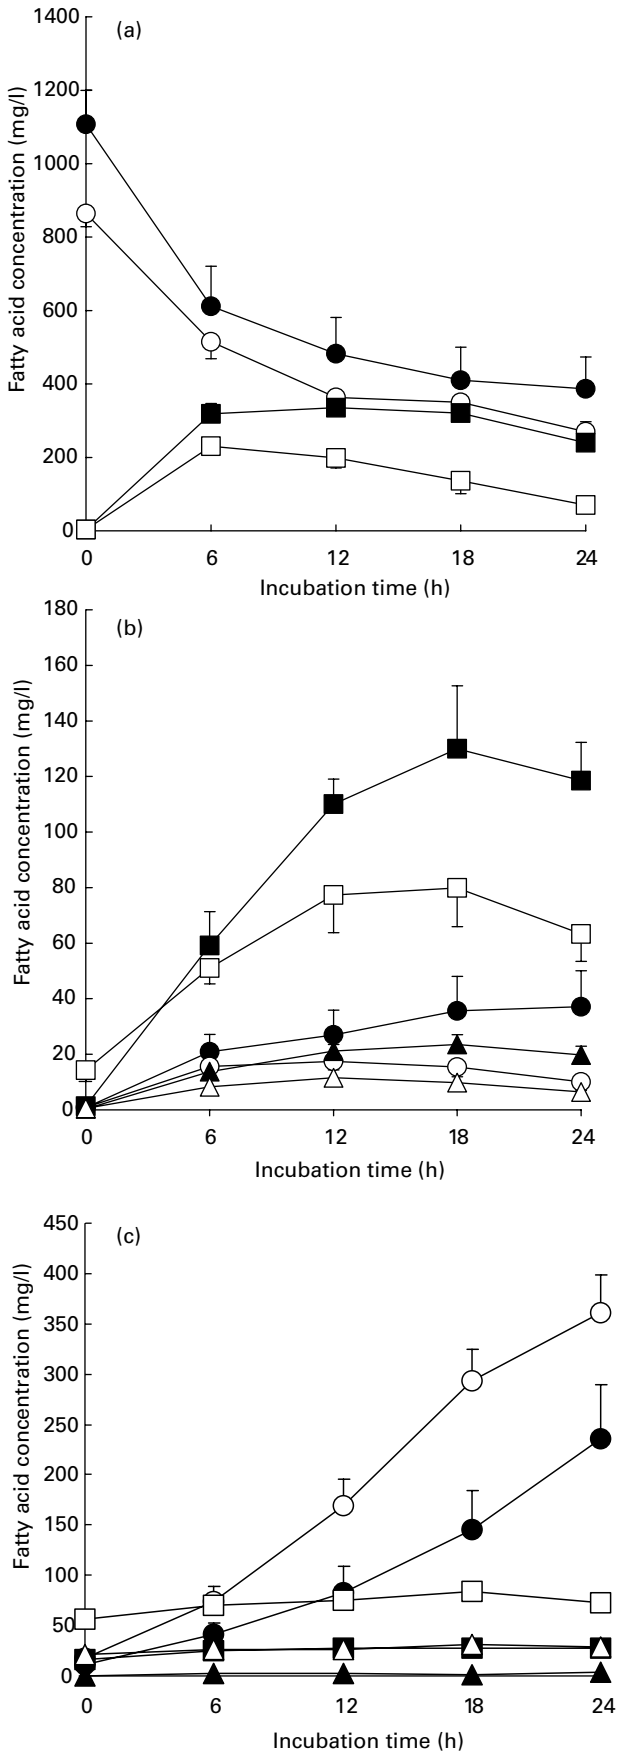 (a)
Fatty acid concentration (mg/l)
1400
1200
1000
800
600
400
200
0
0 6 12 18 24
Incubation time (h)
(b)
Fatty acid concentration (mg/l)
180
160
140
120
100
80
60
40
20
0
0 6 12 18 24
Incubation time (h)
(c)
Fatty acid concentration (mg/l)
450
400
350
300
250
200
150
100
50
0
0 6 12 18 24
Incubation time (h)